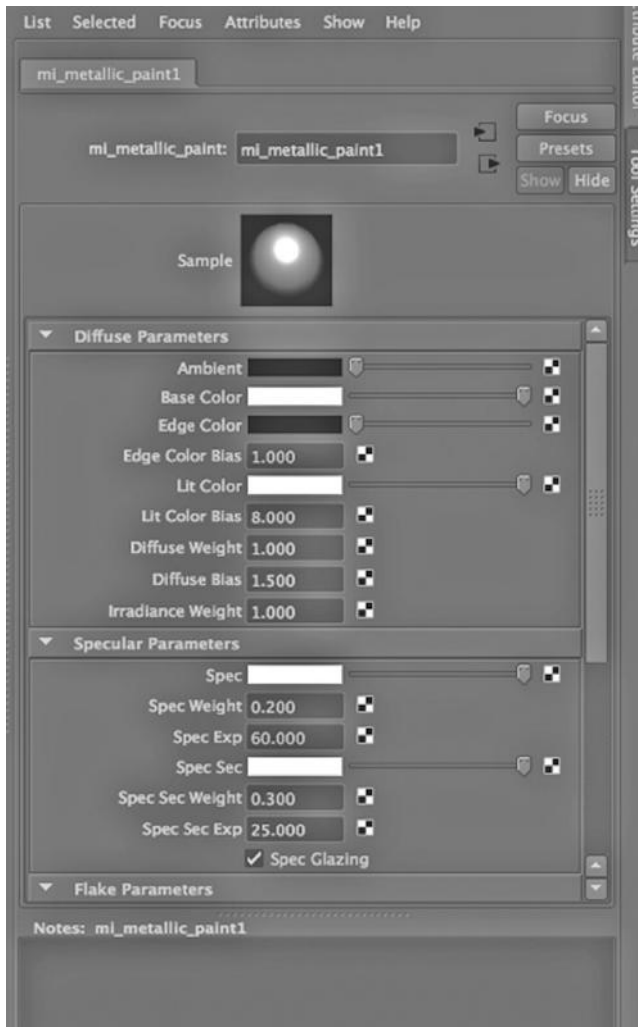 List Selected Focus Attributes Show Help
mi_metallic_paint1
Focus
mi_metallic_paint: mi_metallic_paint1
Presets
Show Hide
Tool Settings
Sample
Diffuse Parameters
Ambient
Base Color
Edge Color
Edge Color Bias 1.000
Lit Color
Lit Color Bias 8.000
Diffuse Weight 1.000
Diffuse Bias 1.500
Irradiance Weight 1.000
Specular Parameters
Spec
Spec Weight 0.200
Spec Exp 60.000
Spec Sec
Spec Sec Weight 0.300
Spec Sec Exp 25.000
Spec Glazing
Flake Parameters
Notes: mi_metallic_paint1